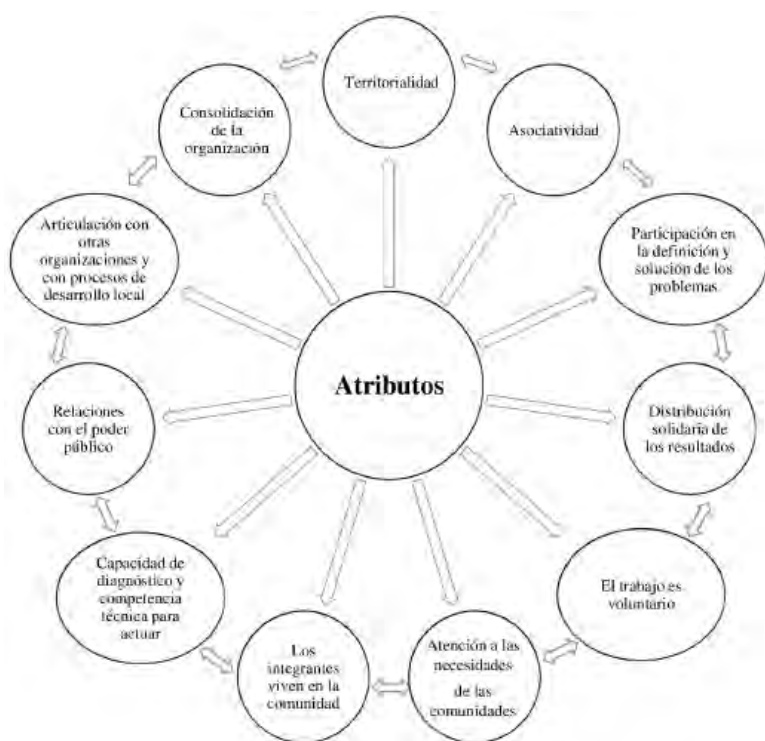 Territorialidad
Asociatividad
Participación en
la definición y
solución de los
problemas.
Distribución
solidaria de
los resultados
El trabajo es
voluntario
Atención a las
necesidades
de las
comunidades
Los
integrantes
viven en la
comunidad
Capacidad de
diagnóstico y
competencia
técnica para
actuar
Relaciones
con el poder
público
Articulación con
otras
organizaciones y
con procesos de
desarrollo local
Consolidación
de la
organización
Atributos